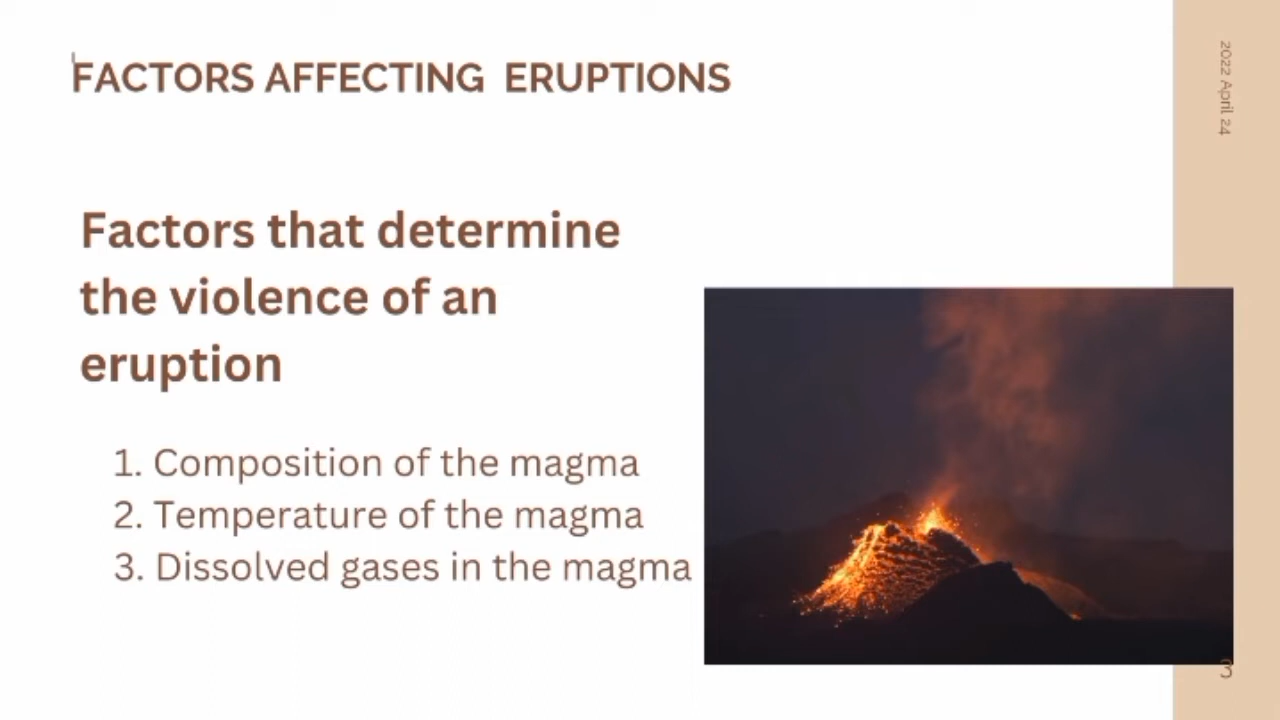 FACTORS AFFECTING ERUPTIONS
Factors that determine
the violence of an
eruption
1. Composition of the magma
2. Temperature of the magma
3. Dissolved gases in the magma
2022 April 24
3